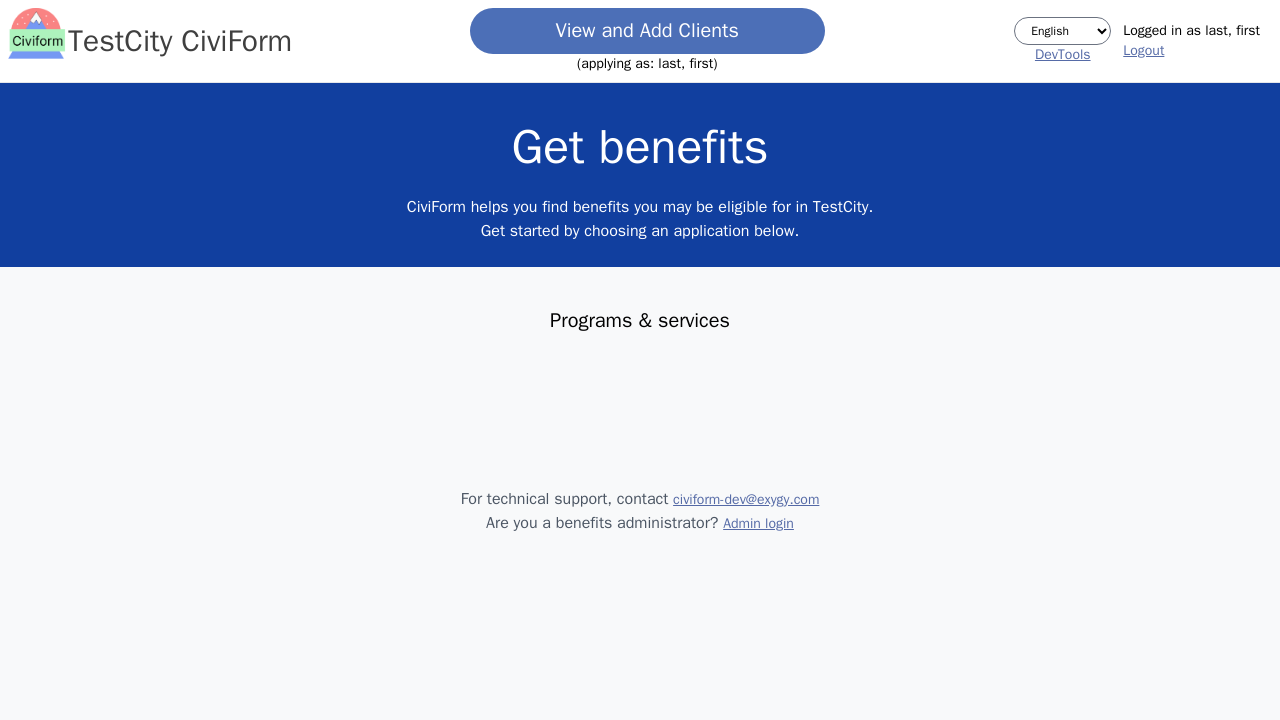 Civiform
TestCity CiviForm
View and Add Clients
(applying as: last, first)
English
DevTools
Logged in as last, first
Logout
Get benefits
CiviForm helps you find benefits you may be eligible for in TestCity.
Get started by choosing an application below.
Programs & services
For technical support, contact civiform-dev@exygy.com
Are you a benefits administrator? Admin login